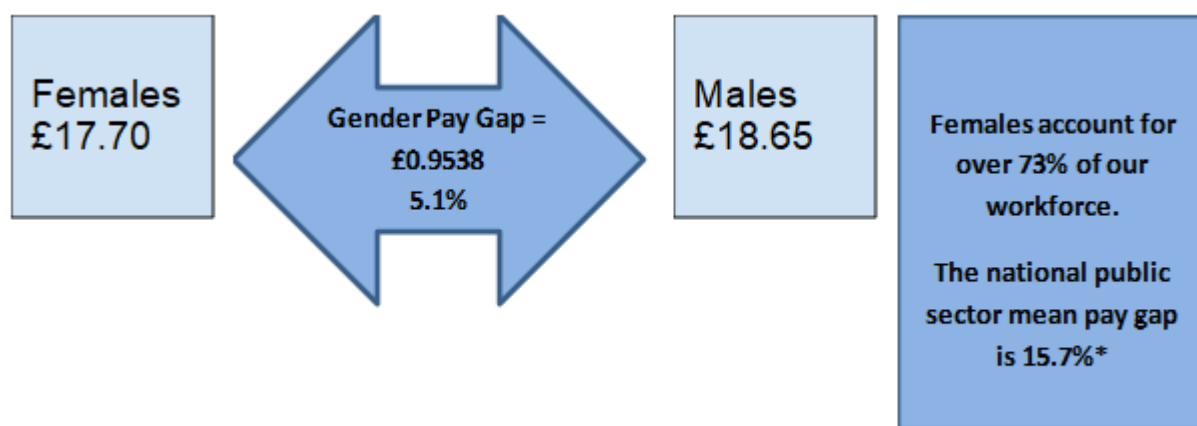 Females
£17.70
Gender Pay Gap =
£0.9538
5.1%
Males
£18.65
Females account for
over 73% of our
workforce.
The national public
sector mean pay gap
is 15.7%*